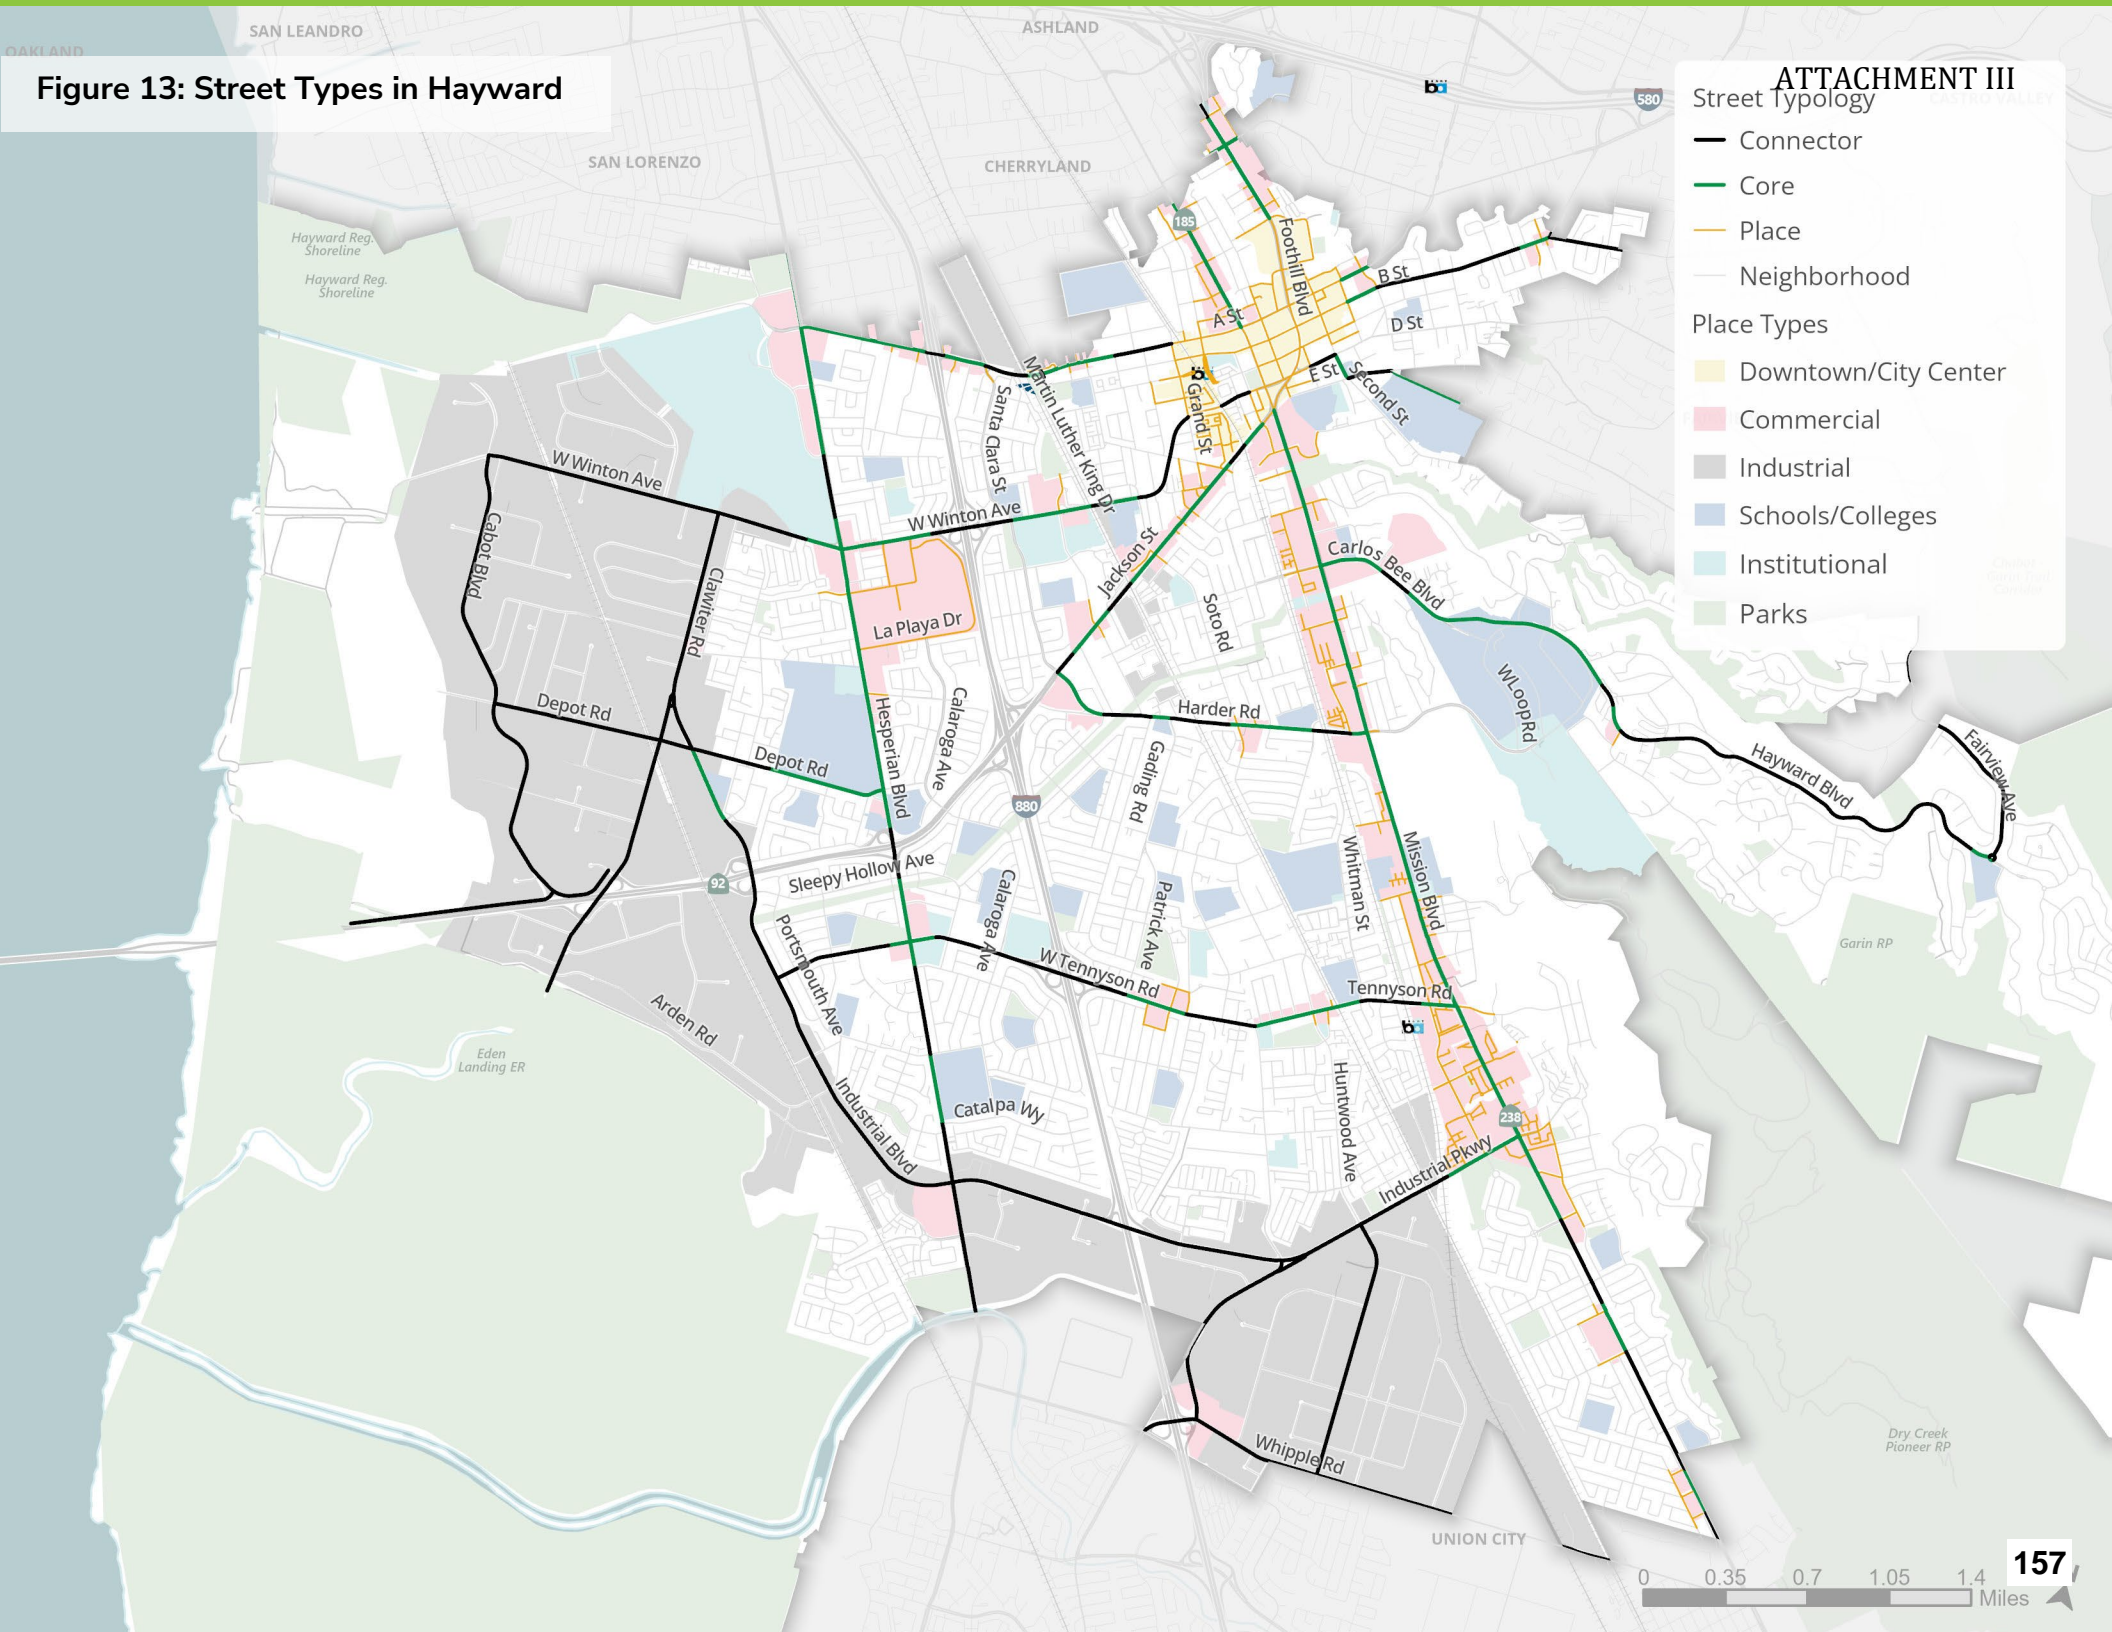 OAKLAND
SAN LEANDRO
ASHLAND
Figure 13: Street Types in Hayward
SAN LORENZO
CHERRYLAND
580
ba
ATTACHMENT III
Street Typology
Connector
Core
Place
Neighborhood
Place Types
Downtown/City Center
Commercial
Industrial
Schools/Colleges
Institutional
Parks
Hayward Reg.
Shoreline
Hayward Reg.
Shoreline
185
Foothill Blvd
B St
A St
D St
E St
Second St
Grand St
ba
Martin Luther King Dr
Santa Clara St
W Winton Ave
W Winton Ave
Cabot Blvd
Clawiter Rd
Jackson St
Carlos Bee Blvd
Soto Rd
La Playa Dr
W Loop Rd
Depot Rd
Depot Rd
Hesperian Blvd
Calaroga Ave
Harder Rd
Gading Rd
Hayward Blvd
Fairview Ave
880
92
Sleepy Hollow Ave
Whitman St
Mission Blvd
Calaroga Ave
Patrick Ave
Portsmouth Ave
W Tennyson Rd
Tennyson Rd
ba
Garin RP
Arden Rd
Eden
Landing ER
Industrial Blvd
Catalpa Wy
Huntwood Ave
238
Industrial Pkwy
Whipple Rd
Dry Creek
Pioneer RP
UNION CITY
157
0 0.35 0.7 1.05 1.4
Miles